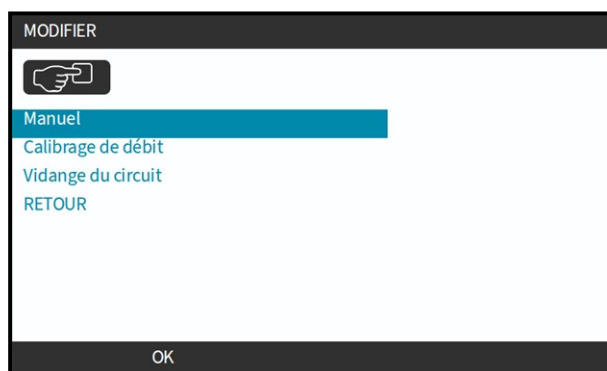 MODIFIER
Manuel
Calibrage de débit
Vidange du circuit
RETOUR
OK